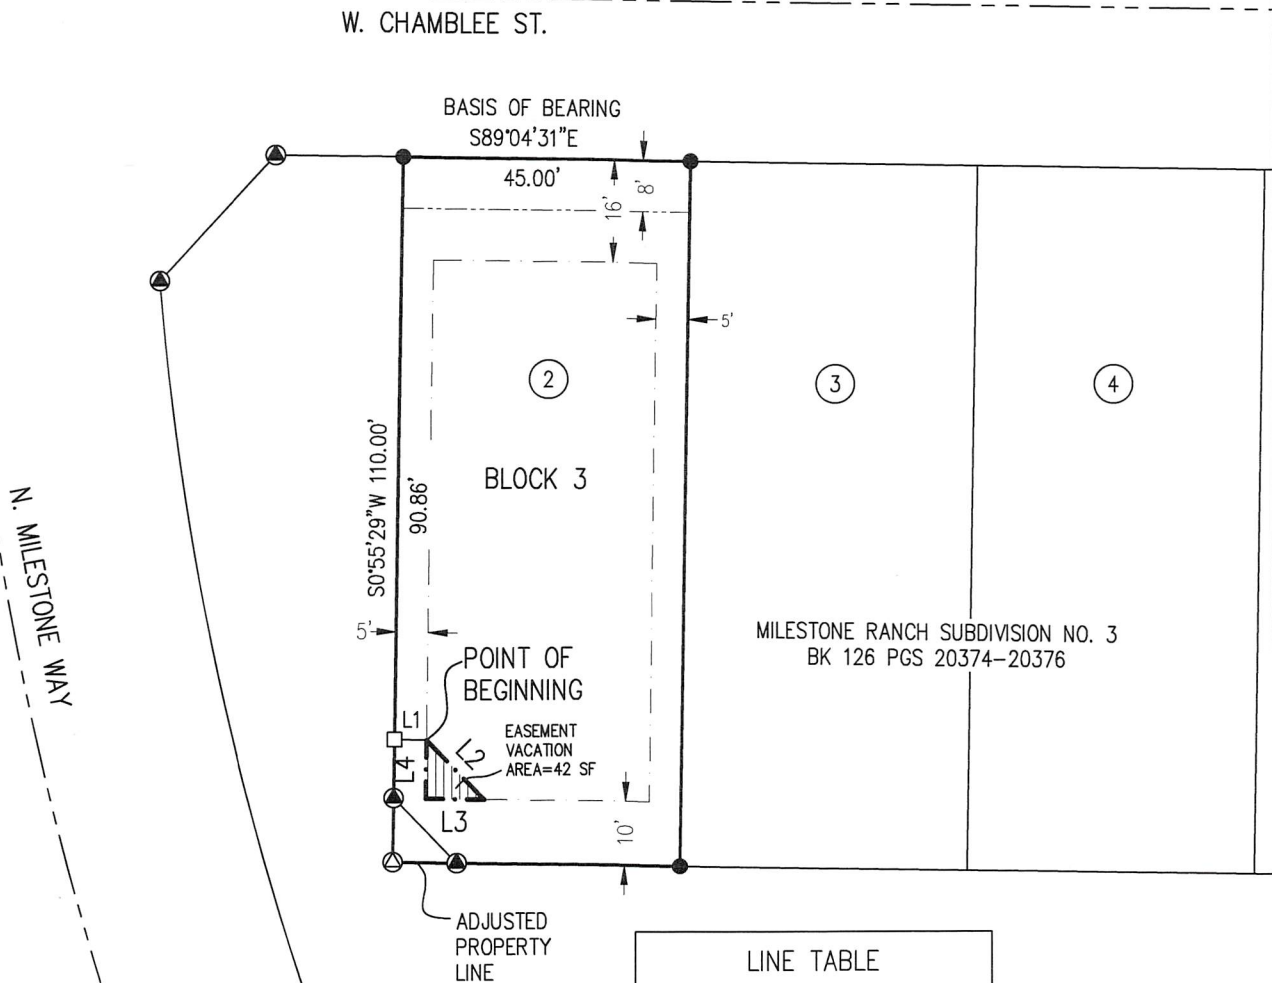 W. CHAMBLEE ST.
BASIS OF BEARING
S89°04'31"E
45.00'
8'
16'
5'
2
3
4
S0°55'29"W 110.00'
90.86'
BLOCK 3
N. MILESTONE WAY
5'
MILESTONE RANCH SUBDIVISION NO. 3
BK 126 PGS 20374-20376
POINT OF
BEGINNING
L1
EASEMENT
VACATION
AREA=42 SF
L2
L4
L3
10'
ADJUSTED
PROPERTY
LINE
LINE TABLE